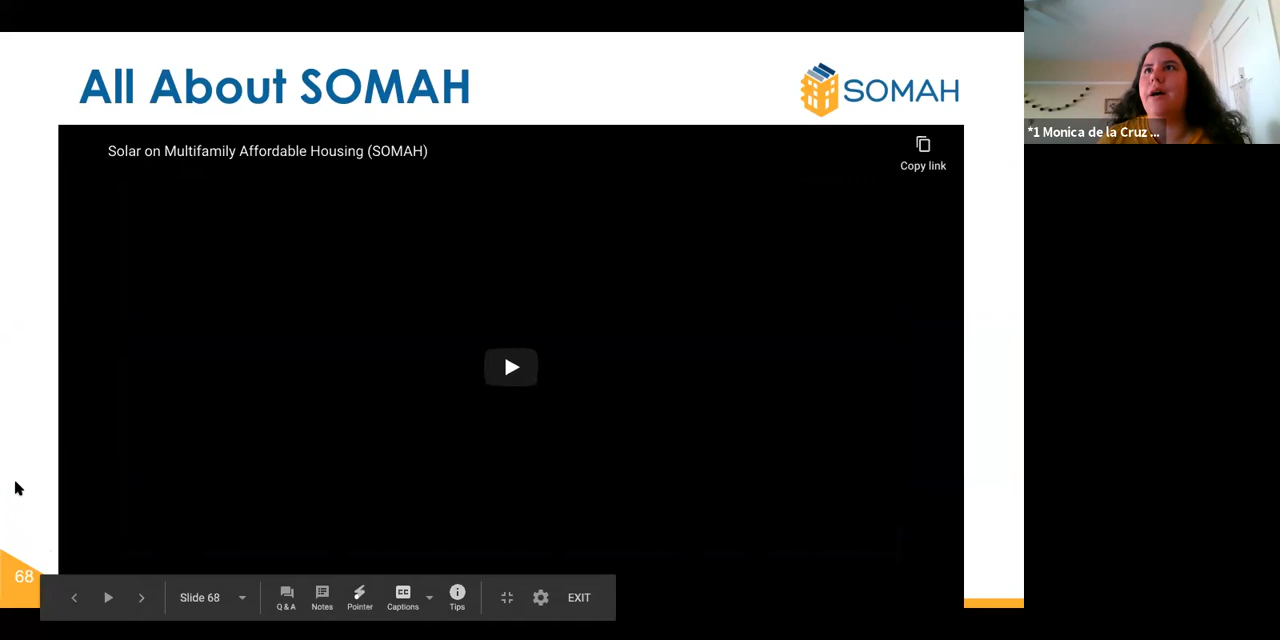 All About SOMAH
SOMAH
Solar on Multifamily Affordable Housing (SOMAH)
Copy link
*1 Monica de la Cruz ...
68
Slide 68
Q & A
Notes
Pointer
CC
Captions
Tips
EXIT